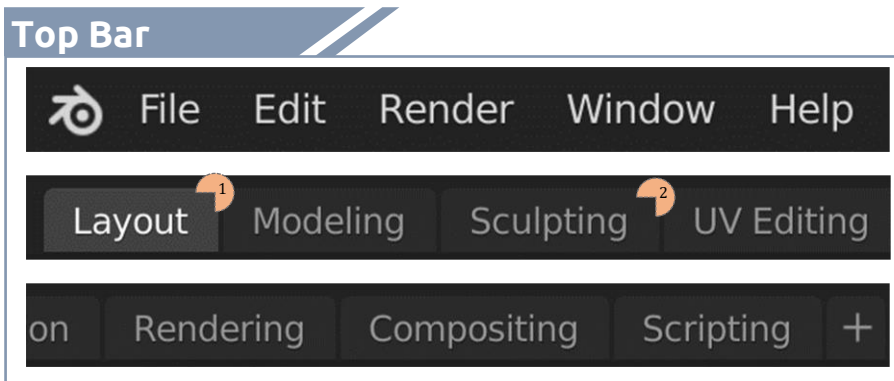 Top Bar
File Edit Render Window Help
1 2
Layout Modeling Sculpting UV Editing
on Rendering Compositing Scripting +